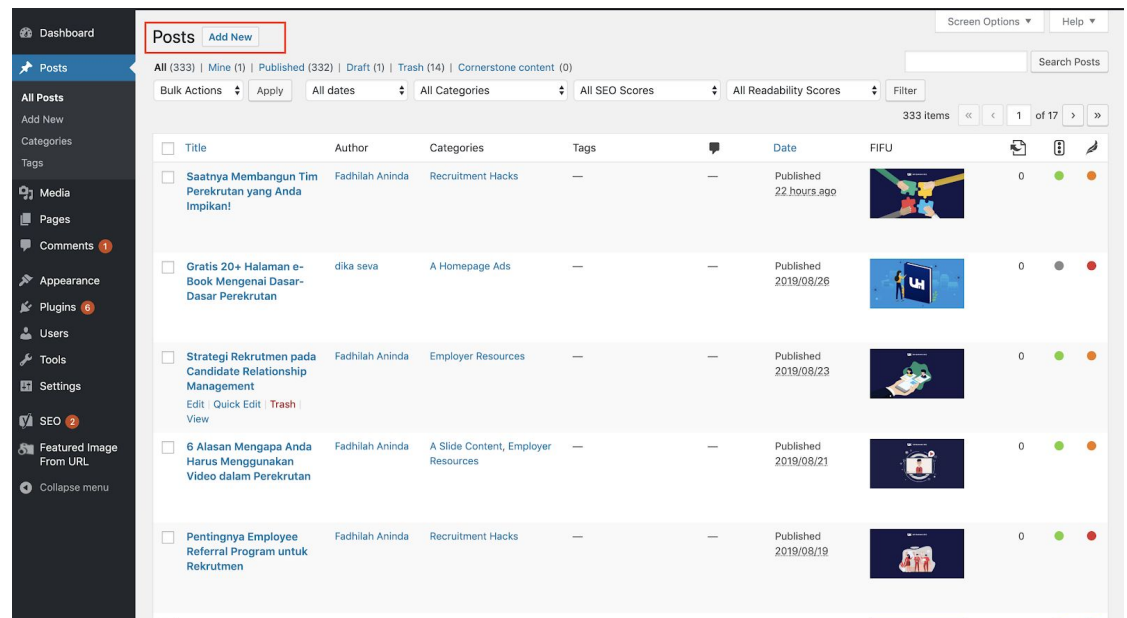 Dashboard
Posts
All Posts
Add New
Categories
Tags
Media
Pages
Comments 1
Appearance
Plugins 6
Users
Tools
Settings
SEO 2
Featured Image
From URL
Collapse menu
Screen Options ▼ Help ▼
Posts Add New
All (333) | Mine (1) | Published (332) | Draft (1) | Trash (14) | Cornerstone content (0)
Search Posts
Bulk Actions Apply All dates All Categories All SEO Scores All Readability Scores Filter
333 items « ‹ 1 of 17 › »
Title Author Categories Tags Date FIFU
Saatnya Membangun Tim Fadhilah Aninda Recruitment Hacks — — Published 0
Perekrutan yang Anda 22 hours ago
Impikan!
Gratis 20+ Halaman e- dika seva A Homepage Ads — — Published 0
Book Mengenai Dasar- 2019/08/26
Dasar Perekrutan
UH
Strategi Rekrutmen pada Fadhilah Aninda Employer Resources — — Published 0
Candidate Relationship 2019/08/23
Management
Edit | Quick Edit | Trash |
View
6 Alasan Mengapa Anda Fadhilah Aninda A Slide Content, Employer — — Published 0
Harus Menggunakan Resources 2019/08/21
Video dalam Perekrutan
Pentingnya Employee Fadhilah Aninda Recruitment Hacks — — Published 0
Referral Program untuk 2019/08/19
Rekrutmen